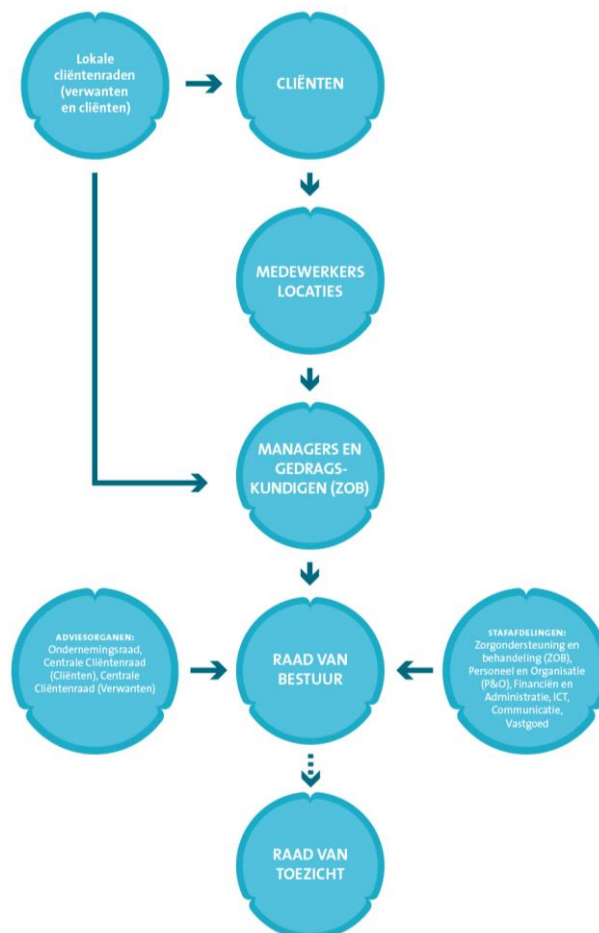 Lokale
cliëntenraden
(verwanten
en cliënten)
CLIËNTEN
MEDEWERKERS
LOCATIES
MANAGERS EN
GEDRAGS-
KUNDIGEN (ZOB)
ADVIESORGANEN:
Ondernemingsraad,
Centrale Cliëntenraad
(Cliënten), Centrale
Cliëntenraad (Verwanten)
RAAD VAN
BESTUUR
STAFAFDELINGEN:
Zorgondersteuning en
behandeling (ZOB),
Personeel en Organisatie
(P&O), Financiën en
Administratie, ICT,
Communicatie,
Vastgoed
RAAD VAN
TOEZICHT